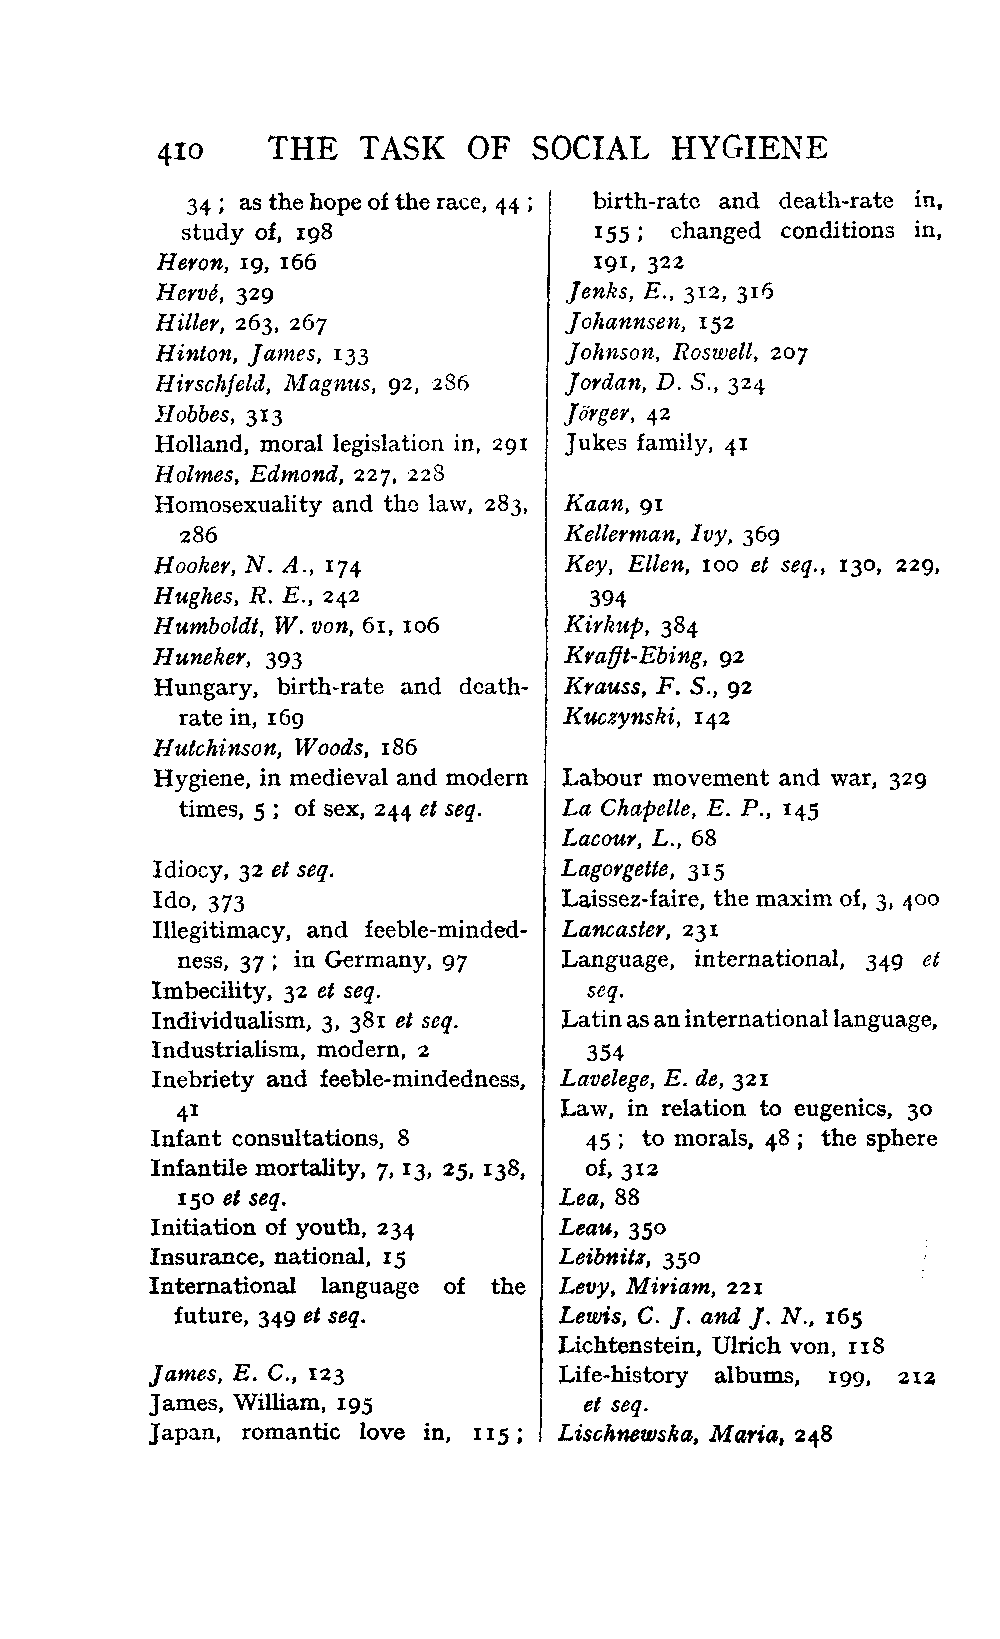 410 THE TASK OF SOCIAL HYGIENE
34 ; as the hope of the race, 44 ;
study of, 198
Heron, 19, 166
Hervé, 329
Hiller, 263, 267
Hinton, James, 133
Hirschfeld, Magnus, 92, 286
Hobbes, 313
Holland, moral legislation in, 291
Holmes, Edmond, 227, 228
Homosexuality and the law, 283,
286
Hooker, N. A., 174
Hughes, R. E., 242
Humboldt, W. von, 61, 106
Huneker, 393
Hungary, birth-rate and death-
rate in, 169
Hutchinson, Woods, 186
Hygiene, in medieval and modern
times, 5 ; of sex, 244 et seq.
Idiocy, 32 et seq.
Ido, 373
Illegitimacy, and feeble-minded-
ness, 37 ; in Germany, 97
Imbecility, 32 et seq.
Individualism, 3, 381 et seq.
Industrialism, modern, 2
Inebriety and feeble-mindedness,
41
Infant consultations, 8
Infantile mortality, 7, 13, 25, 138,
150 et seq.
Initiation of youth, 234
Insurance, national, 15
International language of the
future, 349 et seq.
James, E. C., 123
James, William, 195
Japan, romantic love in, 115 ;
birth-rate and death-rate in,
155 ; changed conditions in,
191, 322
Jenks, E., 312, 316
Johannsen, 152
Johnson, Roswell, 207
Jordan, D. S., 324
Jörger, 42
Jukes family, 41
Kaan, 91
Kellerman, Ivy, 369
Key, Ellen, 100 et seq., 130, 229,
394
Kirkup, 384
Krafft-Ebing, 92
Krauss, F. S., 92
Kuczynski, 142
Labour movement and war, 329
La Chapelle, E. P., 145
Lacour, L., 68
Lagorgette, 315
Laissez-faire, the maxim of, 3, 400
Lancaster, 231
Language, international, 349 et
seq.
Latin as an international language,
354
Lavelege, E. de, 321
Law, in relation to eugenics, 30
45 ; to morals, 48 ; the sphere
of, 312
Lea, 88
Leau, 350
Leibnitz, 350
Levy, Miriam, 221
Lewis, C. J. and J. N., 165
Lichtenstein, Ulrich von, 118
Life-history albums, 199, 212
et seq.
Lischnewska, Maria, 248